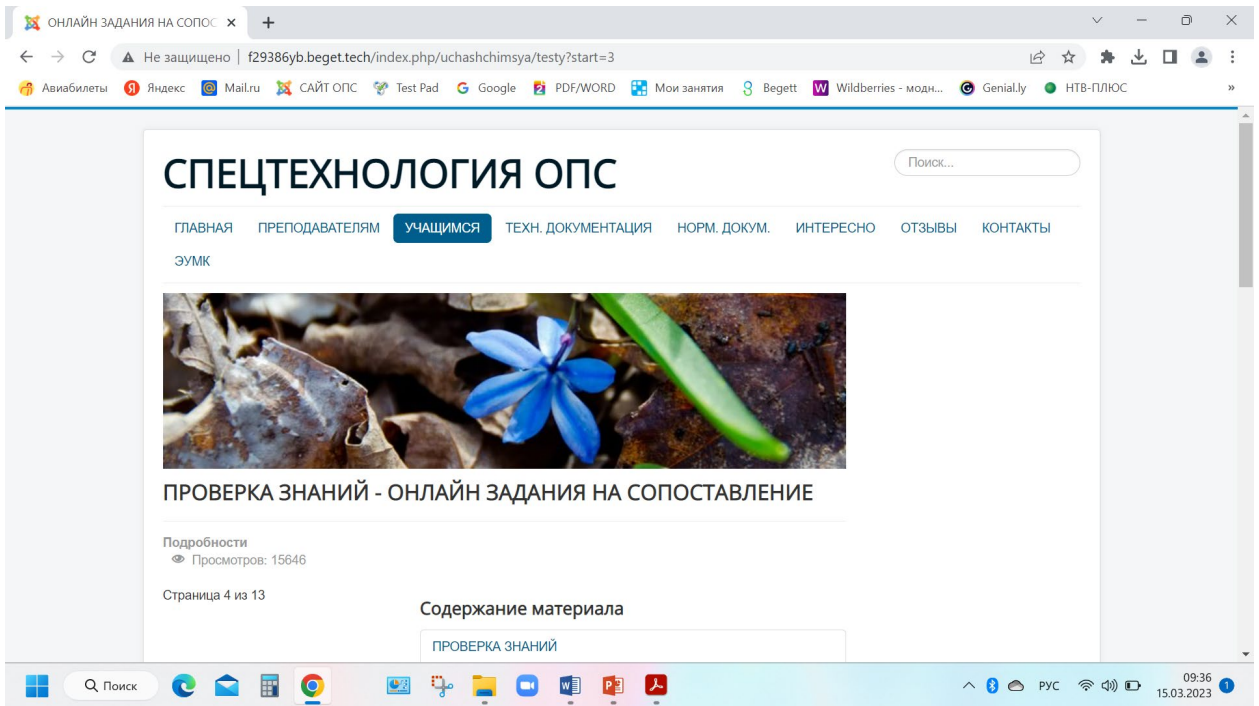 ОНЛАЙН ЗАДАНИЯ НА СОПОС
Не защищено f29386yb.beget.tech/index.php/uchashchimsya/testy?start=3
Авиабилеты Яндекс Mail.ru САЙТ ОПС Test Pad Google PDF/WORD Мои занятия Begett Wildberries - модн... Genial.ly НТВ-ПЛЮС »
СПЕЦТЕХНОЛОГИЯ ОПС
Поиск...
ГЛАВНАЯ ПРЕПОДАВАТЕЛЯМ УЧАЩИМСЯ ТЕХН. ДОКУМЕНТАЦИЯ НОРМ. ДОКУМ. ИНТЕРЕСНО ОТЗЫВЫ КОНТАКТЫ
ЭУМК
ПРОВЕРКА ЗНАНИЙ - ОНЛАЙН ЗАДАНИЯ НА СОПОСТАВЛЕНИЕ
Подробности
Просмотров: 15646
Страница 4 из 13
Содержание материала
ПРОВЕРКА ЗНАНИЙ
Поиск
РУС
09:36
15.03.2023
1